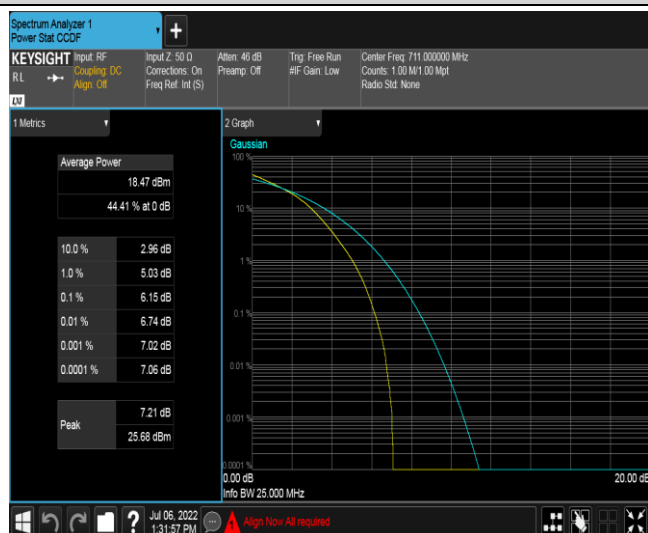 Spectrum Analyzer 1
Power Stat CCDF
+
KEYSIGHT
RL
LXI
Input: RF
Coupling: DC
Align: Off
Input Z: 50 Ω
Corrections: On
Freq Ref: Int (S)
Atten: 46 dB
Preamp: Off
Trig: Free Run
#IF Gain: Low
Center Freq: 711.000000 MHz
Counts: 1.00 M/1.00 Mpt
Radio Std: None
1 Metrics
Average Power
18.47 dBm
44.41 % at 0 dB
10.0 % 2.96 dB
1.0 % 5.03 dB
0.1 % 6.15 dB
0.01 % 6.74 dB
0.001 % 7.02 dB
0.0001 % 7.06 dB
Peak
7.21 dB
25.68 dBm
2 Graph
Gaussian
100 %
10 %
1 %
0.1 %
0.01 %
0.001 %
0.0001 %
0.00 dB
20.00 dB
Info BW 25.000 MHz
?
Jul 06, 2022
1:31:57 PM
Align Now All required